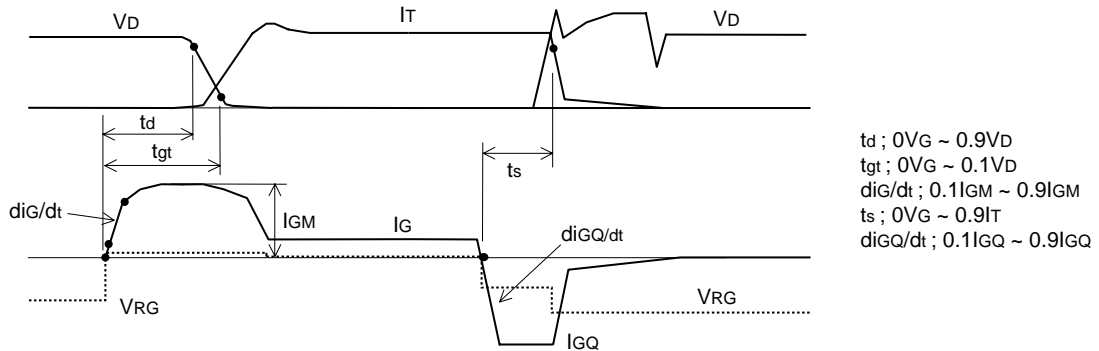 VD
IT
td
tgt
ts
td ; 0VG ~ 0.9VD
tgt ; 0VG ~ 0.1VD
diG/dt ; 0.1IGM ~ 0.9IGM
ts ; 0VG ~ 0.9IT
diGQ/dt ; 0.1IGQ ~ 0.9IGQ
diG/dt
IGM
IG
diGQ/dt
VRG
VRG
IGQ
VD